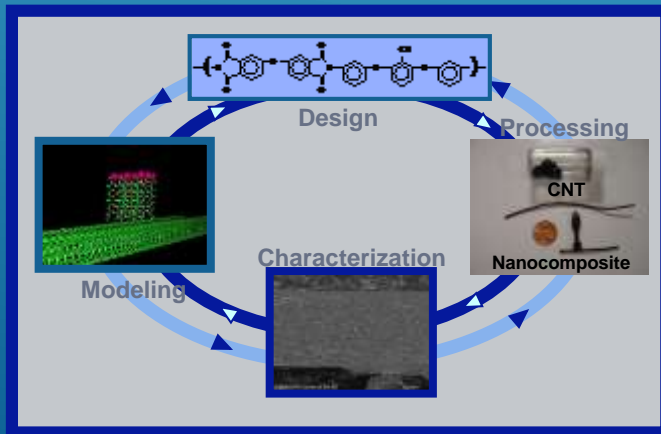 Design
Processing
CNT
Nanocomposite
Characterization
Modeling